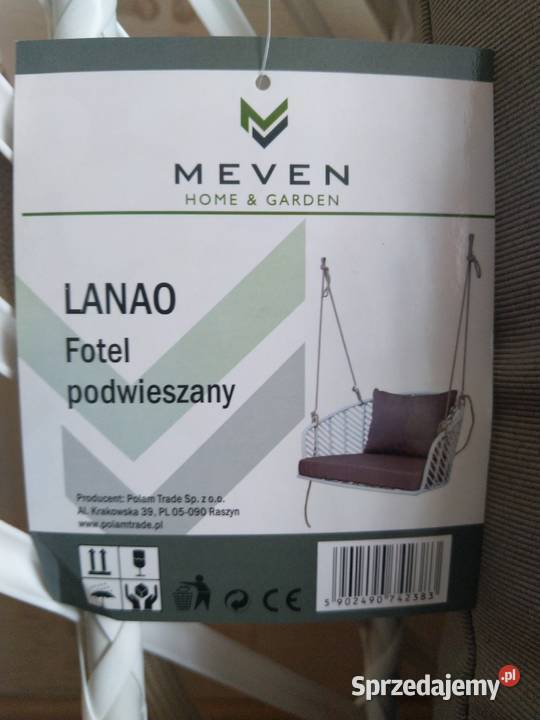 MEVEN
HOME & GARDEN
LANAO
Fotel
podwieszany
Producent: Polam Trade Sp. z o.o.
Al. Krakowska 39, PL 05-090 Raszyn
www.polamtrade.pl
CE
5 902490 742383
Sprzedajemy.pl